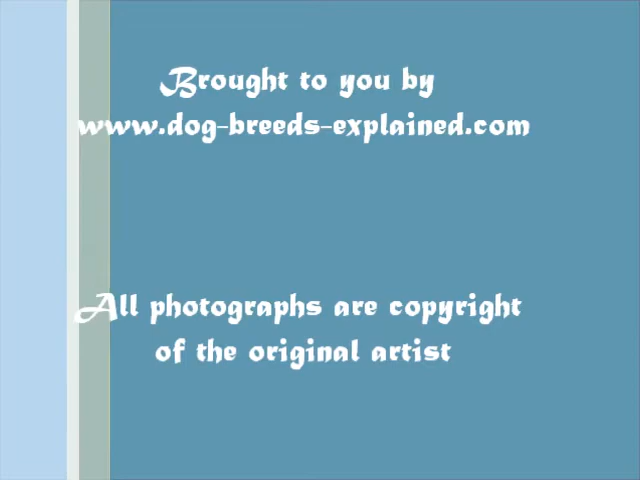 Brought to you by
www.dog-breeds-explained.com
All photographs are copyright
of the original artist